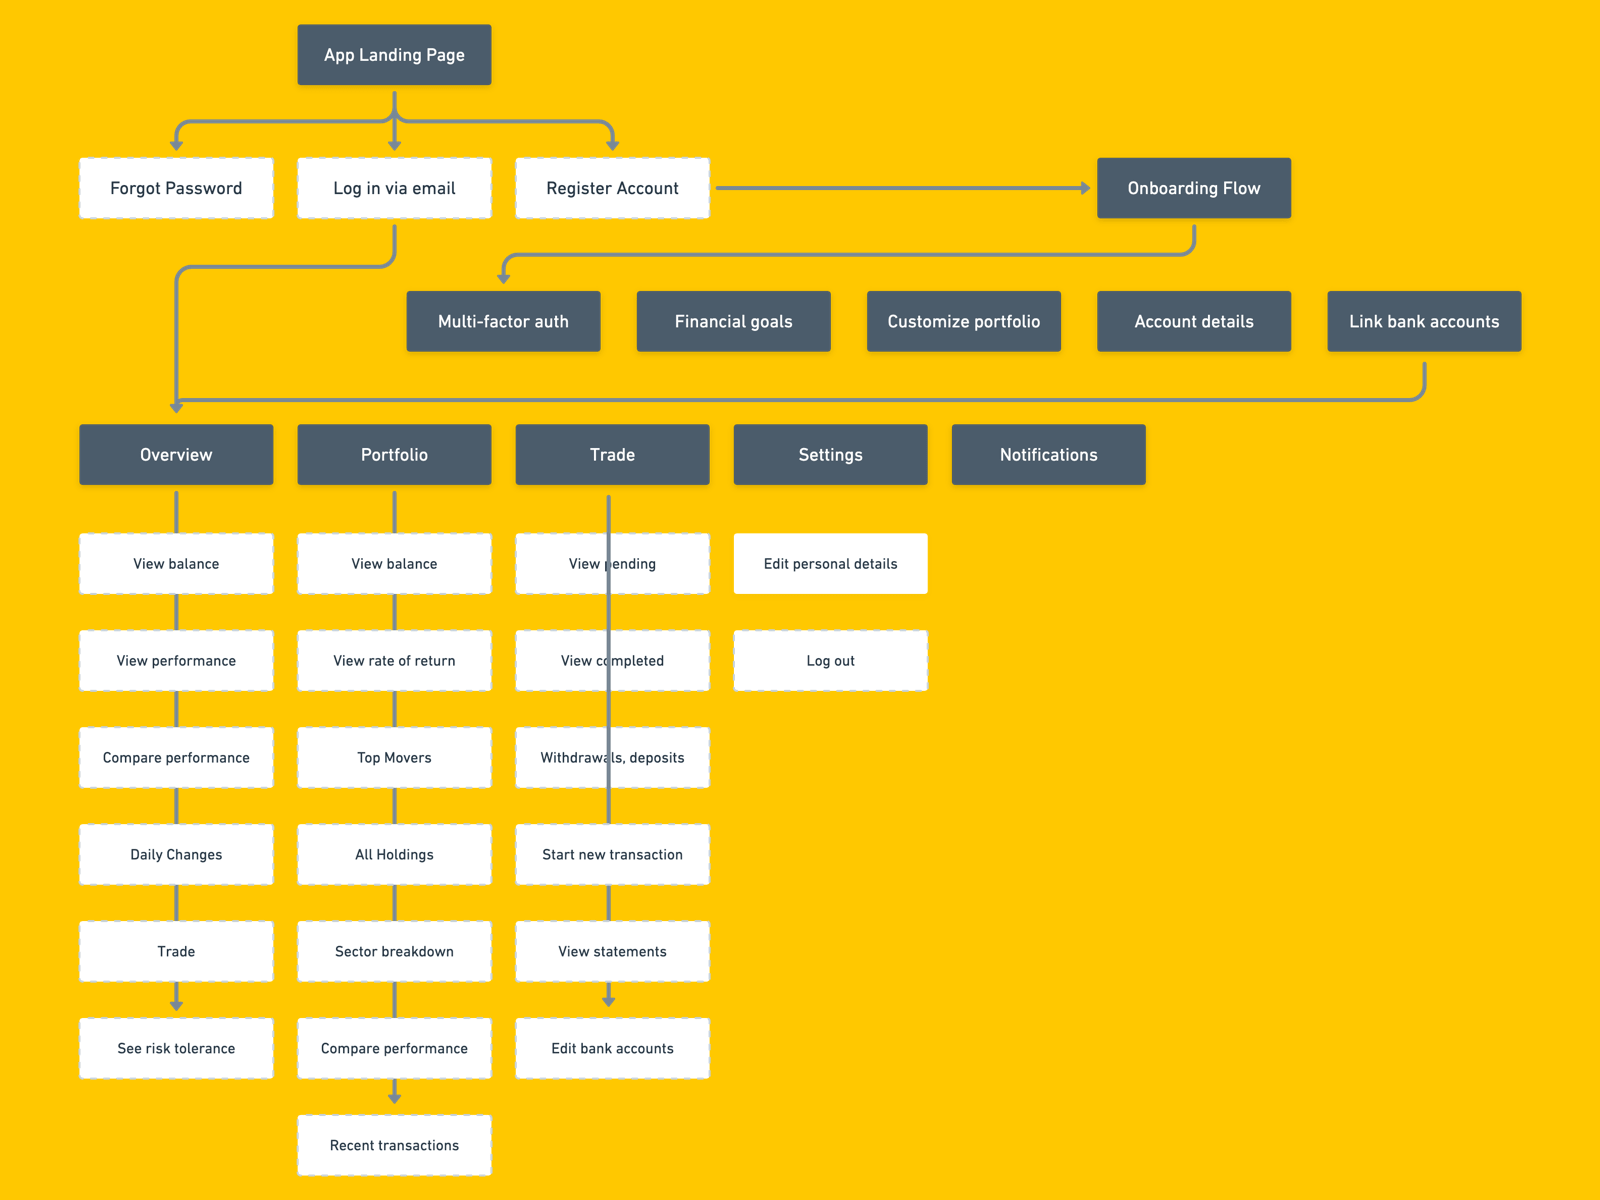 App Landing Page
Forgot Password
Log in via email
Register Account
Onboarding Flow
Multi-factor auth
Financial goals
Customize portfolio
Account details
Link bank accounts
Overview
Portfolio
Trade
Settings
Notifications
View balance
View balance
View pending
Edit personal details
View performance
View rate of return
View completed
Log out
Compare performance
Top Movers
Withdrawals, deposits
Daily Changes
All Holdings
Start new transaction
Trade
Sector breakdown
View statements
See risk tolerance
Compare performance
Edit bank accounts
Recent transactions